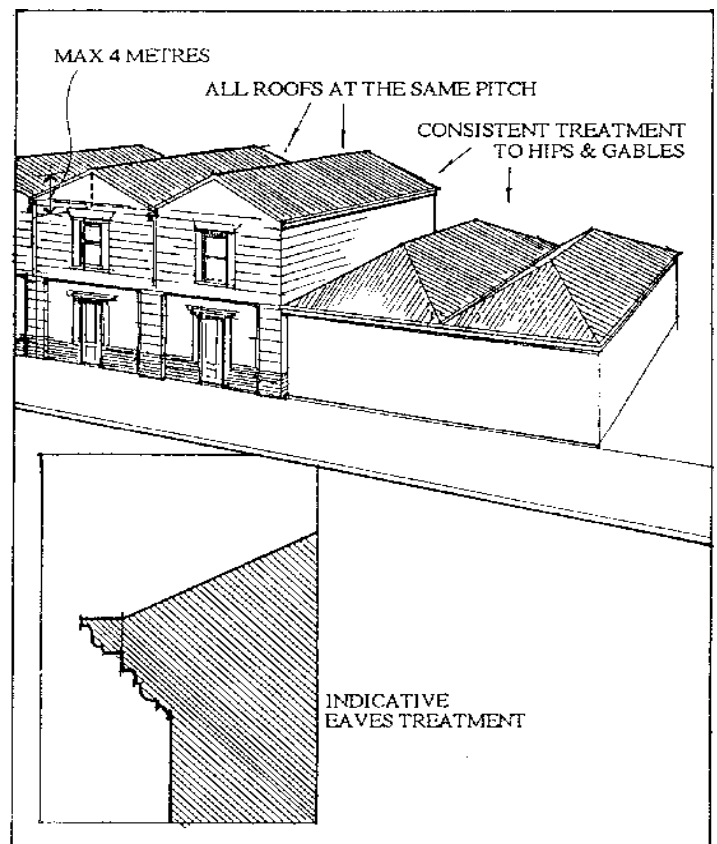 MAX 4 METRES
ALL ROOFS AT THE SAME PITCH
CONSISTENT TREATMENT
TO HIPS & GABLES
INDICATIVE
EAVES TREATMENT